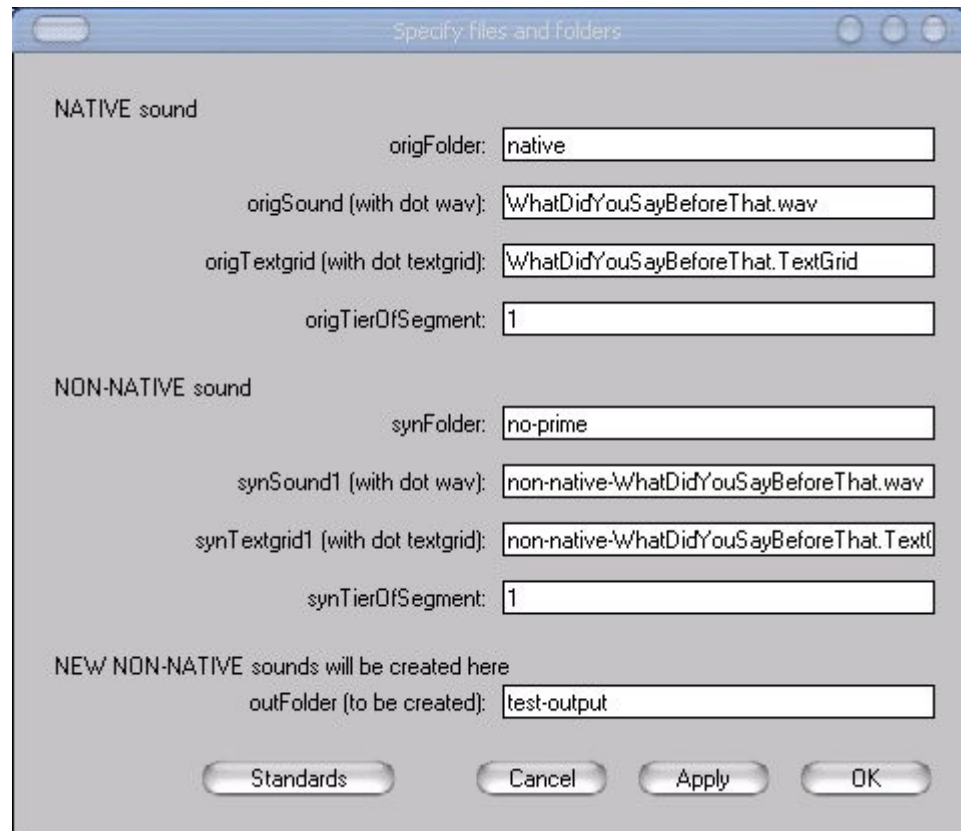 Specify files and folders
NATIVE sound
origFolder: native
origSound (with dot wav): WhatDidYouSayBeforeThat.wav
origTextgrid (with dot textgrid): WhatDidYouSayBeforeThat.TextGrid
origTierOfSegment: 1
NON-NATIVE sound
synFolder: no-prime
synSound1 (with dot wav): non-native-WhatDidYouSayBeforeThat.wav
synTextgrid1 (with dot textgrid): non-native-WhatDidYouSayBeforeThat.Text
synTierOfSegment: 1
NEW NON-NATIVE sounds will be created here
outFolder (to be created): test-output
Standards Cancel Apply OK